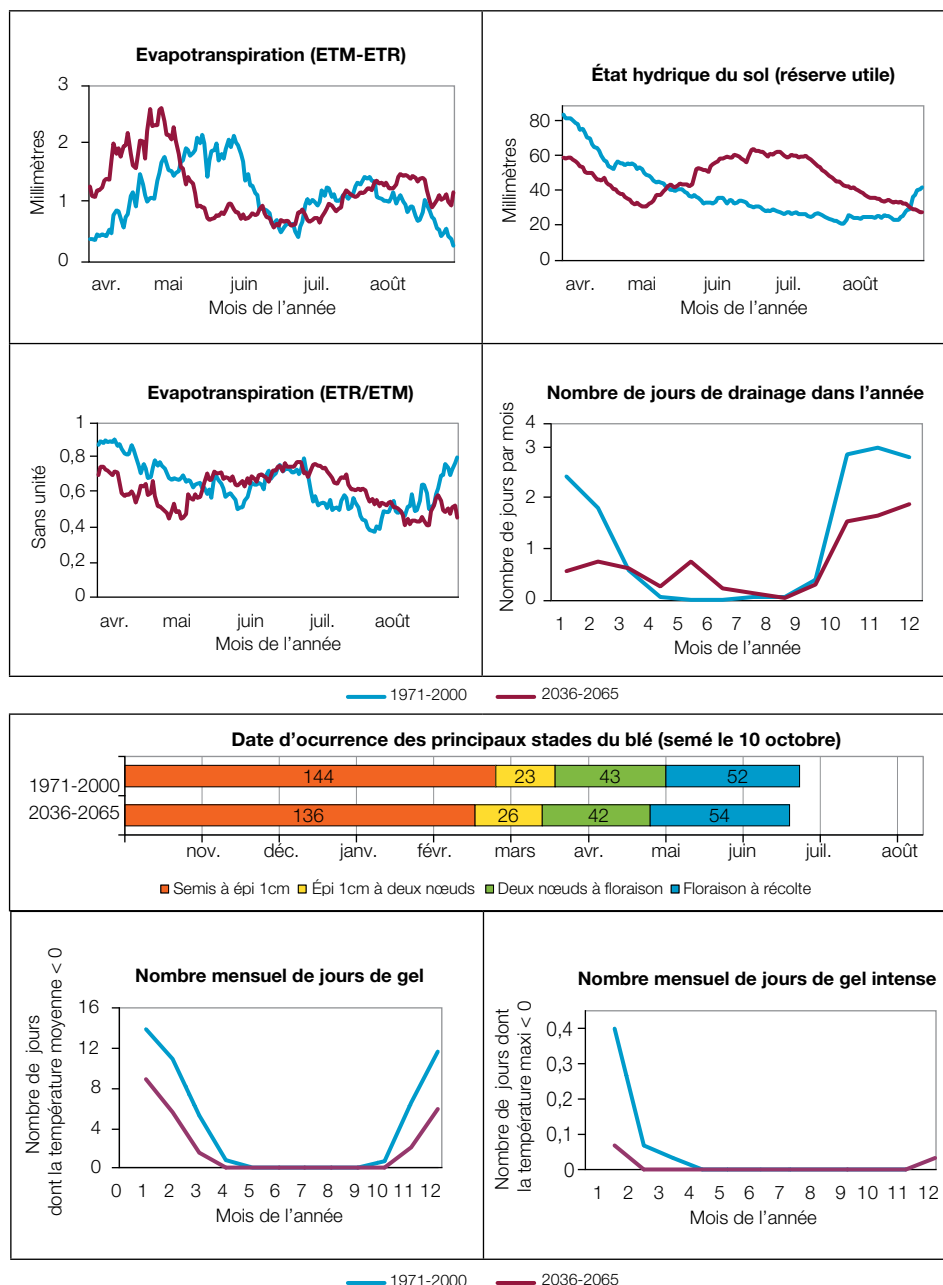 Evapotranspiration (ETM-ETR)
Millimètres
3
2
1
0
avr. mai juin juil. août
Mois de l'année
État hydrique du sol (réserve utile)
Millimètres
80
60
40
20
0
avr. mai juin juil. août
Mois de l'année
Evapotranspiration (ETR/ETM)
Sans unité
1
0,8
0,6
0,4
0,2
0
avr. mai juin juil. août
Mois de l'année
Nombre de jours de drainage dans l'année
Nombre de jours par mois
4
3
2
1
0
1 2 3 4 5 6 7 8 9 10 11 12
Mois de l'année
1971-2000 2036-2065
Date d'ocurrence des principaux stades du blé (semé le 10 octobre)
1971-2000 144 23 43 52
2036-2065 136 26 42 54
nov. déc. janv. févr. mars avr. mai juin juil. août
Semis à épi 1cm Épi 1cm à deux nœuds Deux nœuds à floraison Floraison à récolte
Nombre mensuel de jours de gel
Nombre de jours
dont la température moyenne < 0
16
12
8
4
0
0 1 2 3 4 5 6 7 8 9 10 11 12
Mois de l'année
Nombre mensuel de jours de gel intense
Nombre de jours dont
la température maxi < 0
0,4
0,3
0,2
0,1
0
1 2 3 4 5 6 7 8 9 10 11 12
Mois de l'année
1971-2000 2036-2065